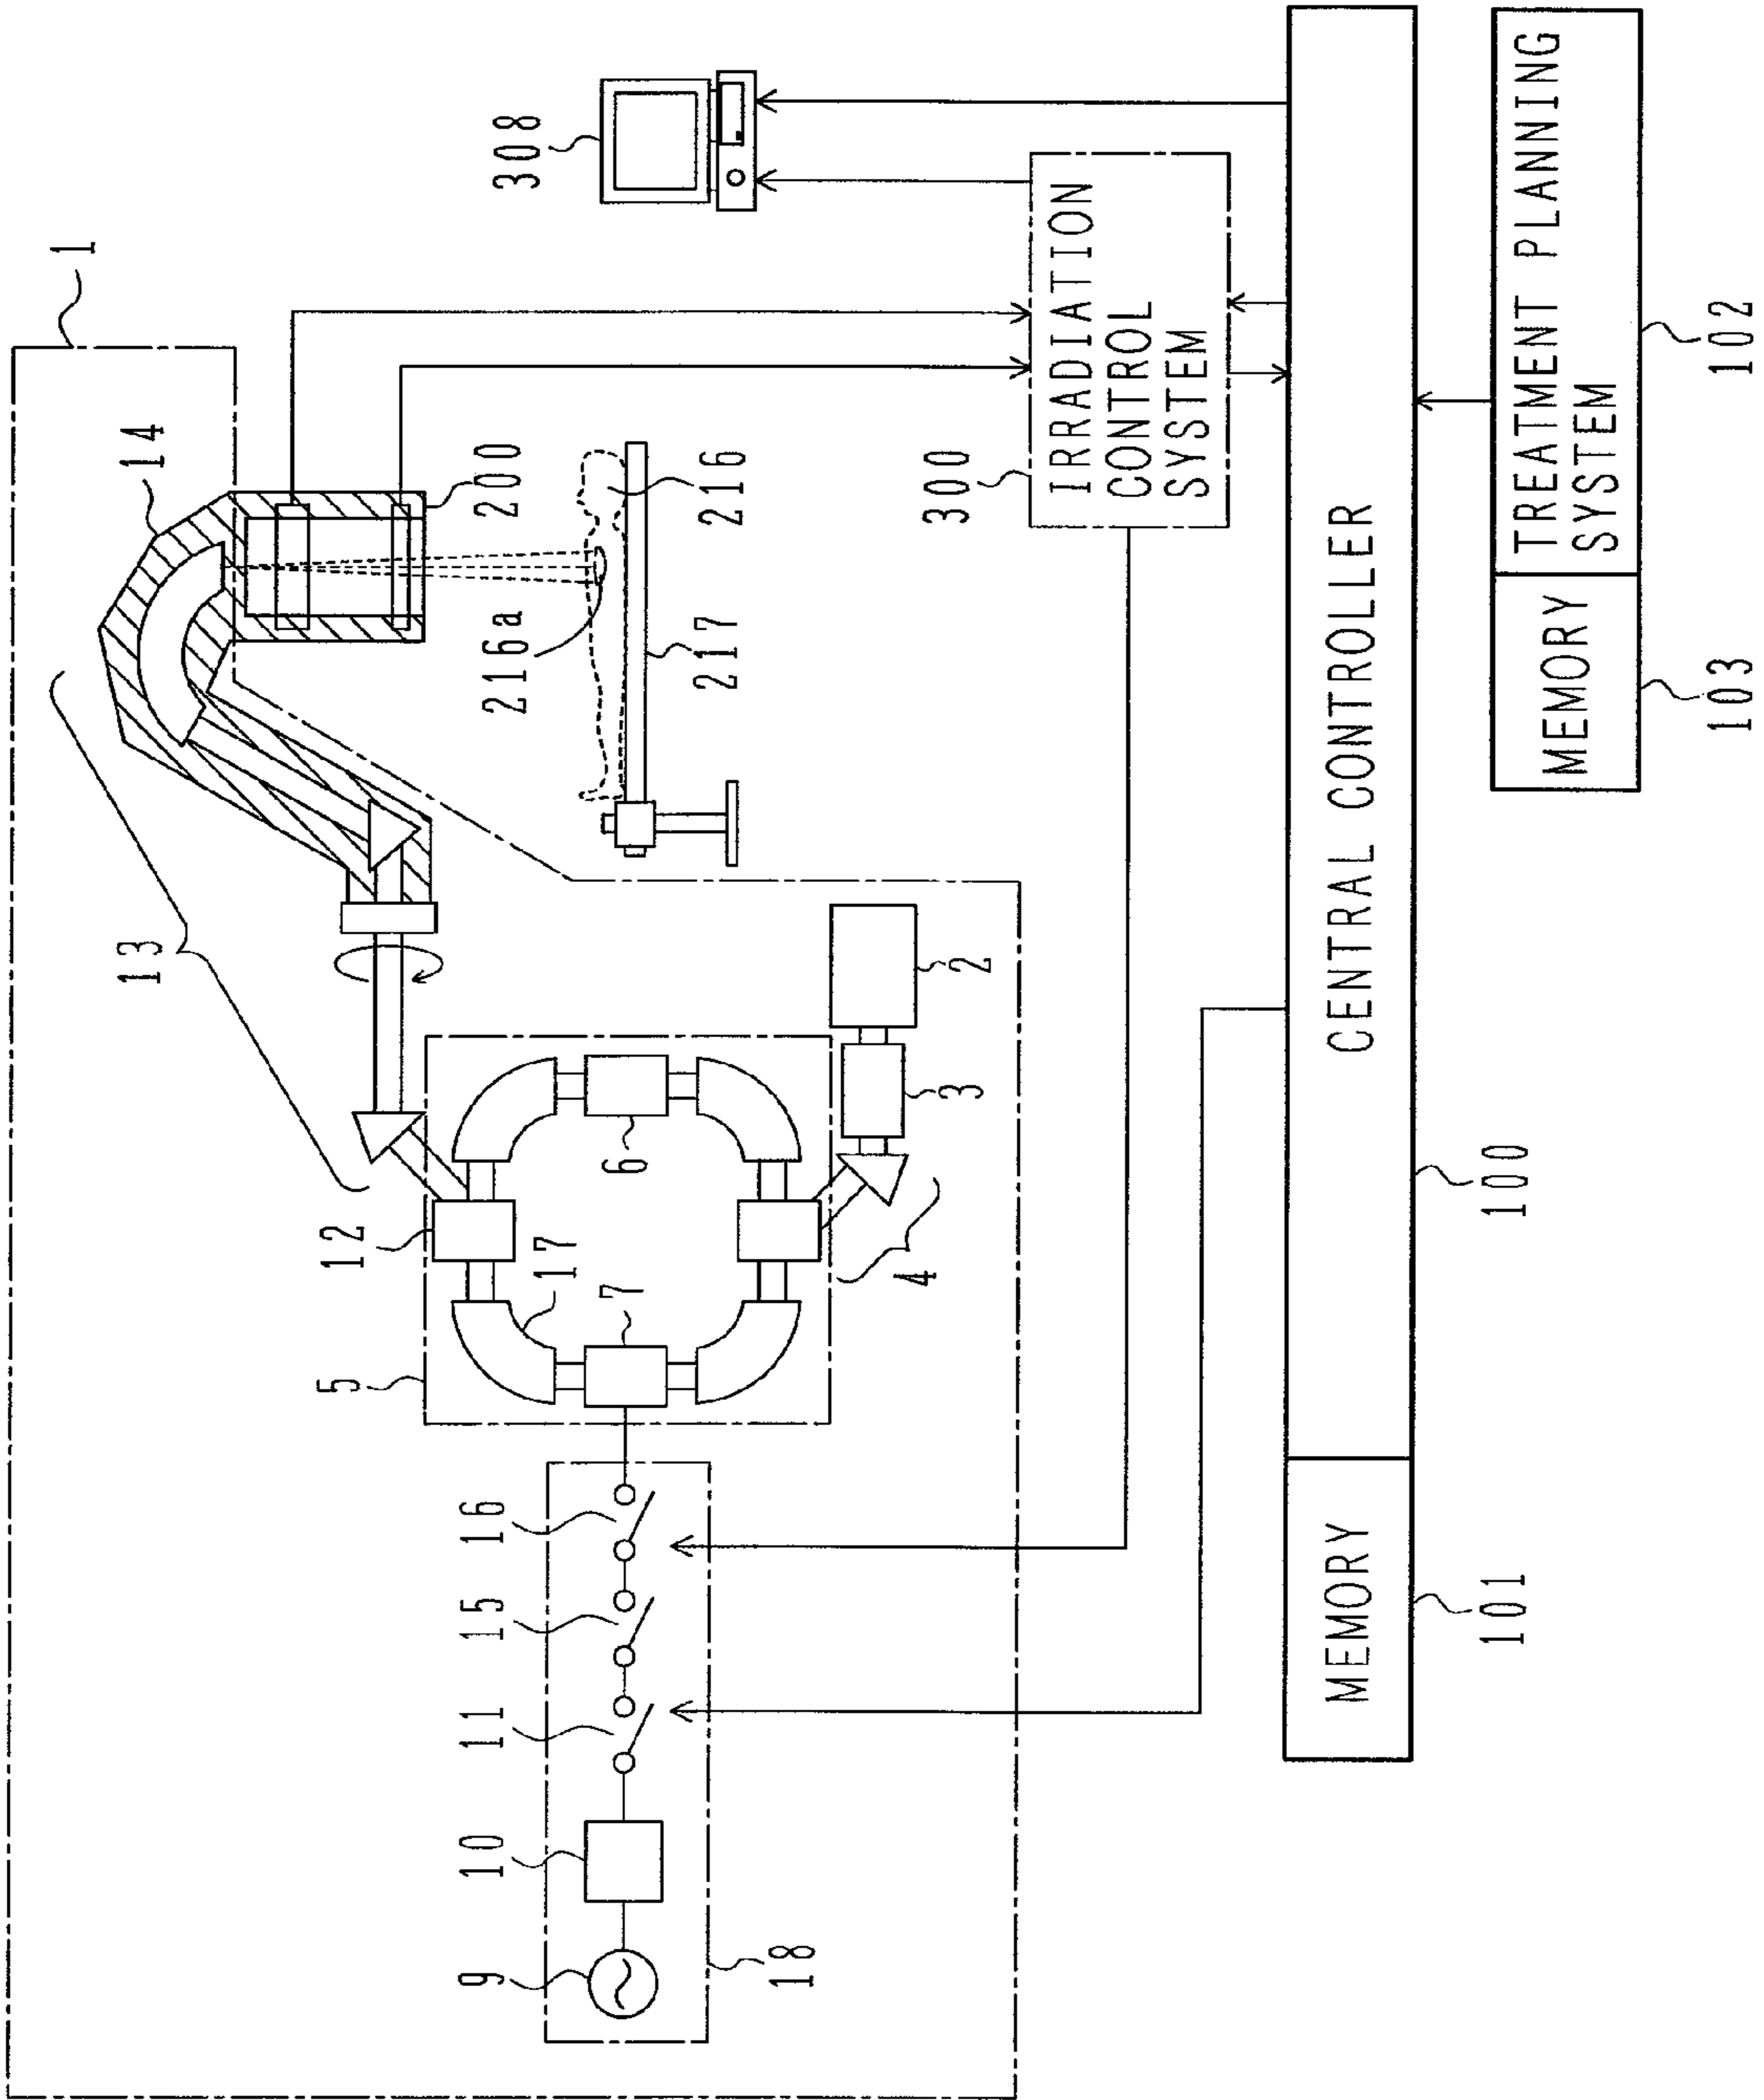 1
14
13
200
308
216a
216
217
12
5
17
7
6
4
3
2
16
15
11
10
9
18
300
IRRADIATION
CONTROL
SYSTEM
MEMORY
CENTRAL CONTROLLER
101
100
MEMORY
TREATMENT PLANNING
SYSTEM
103
102